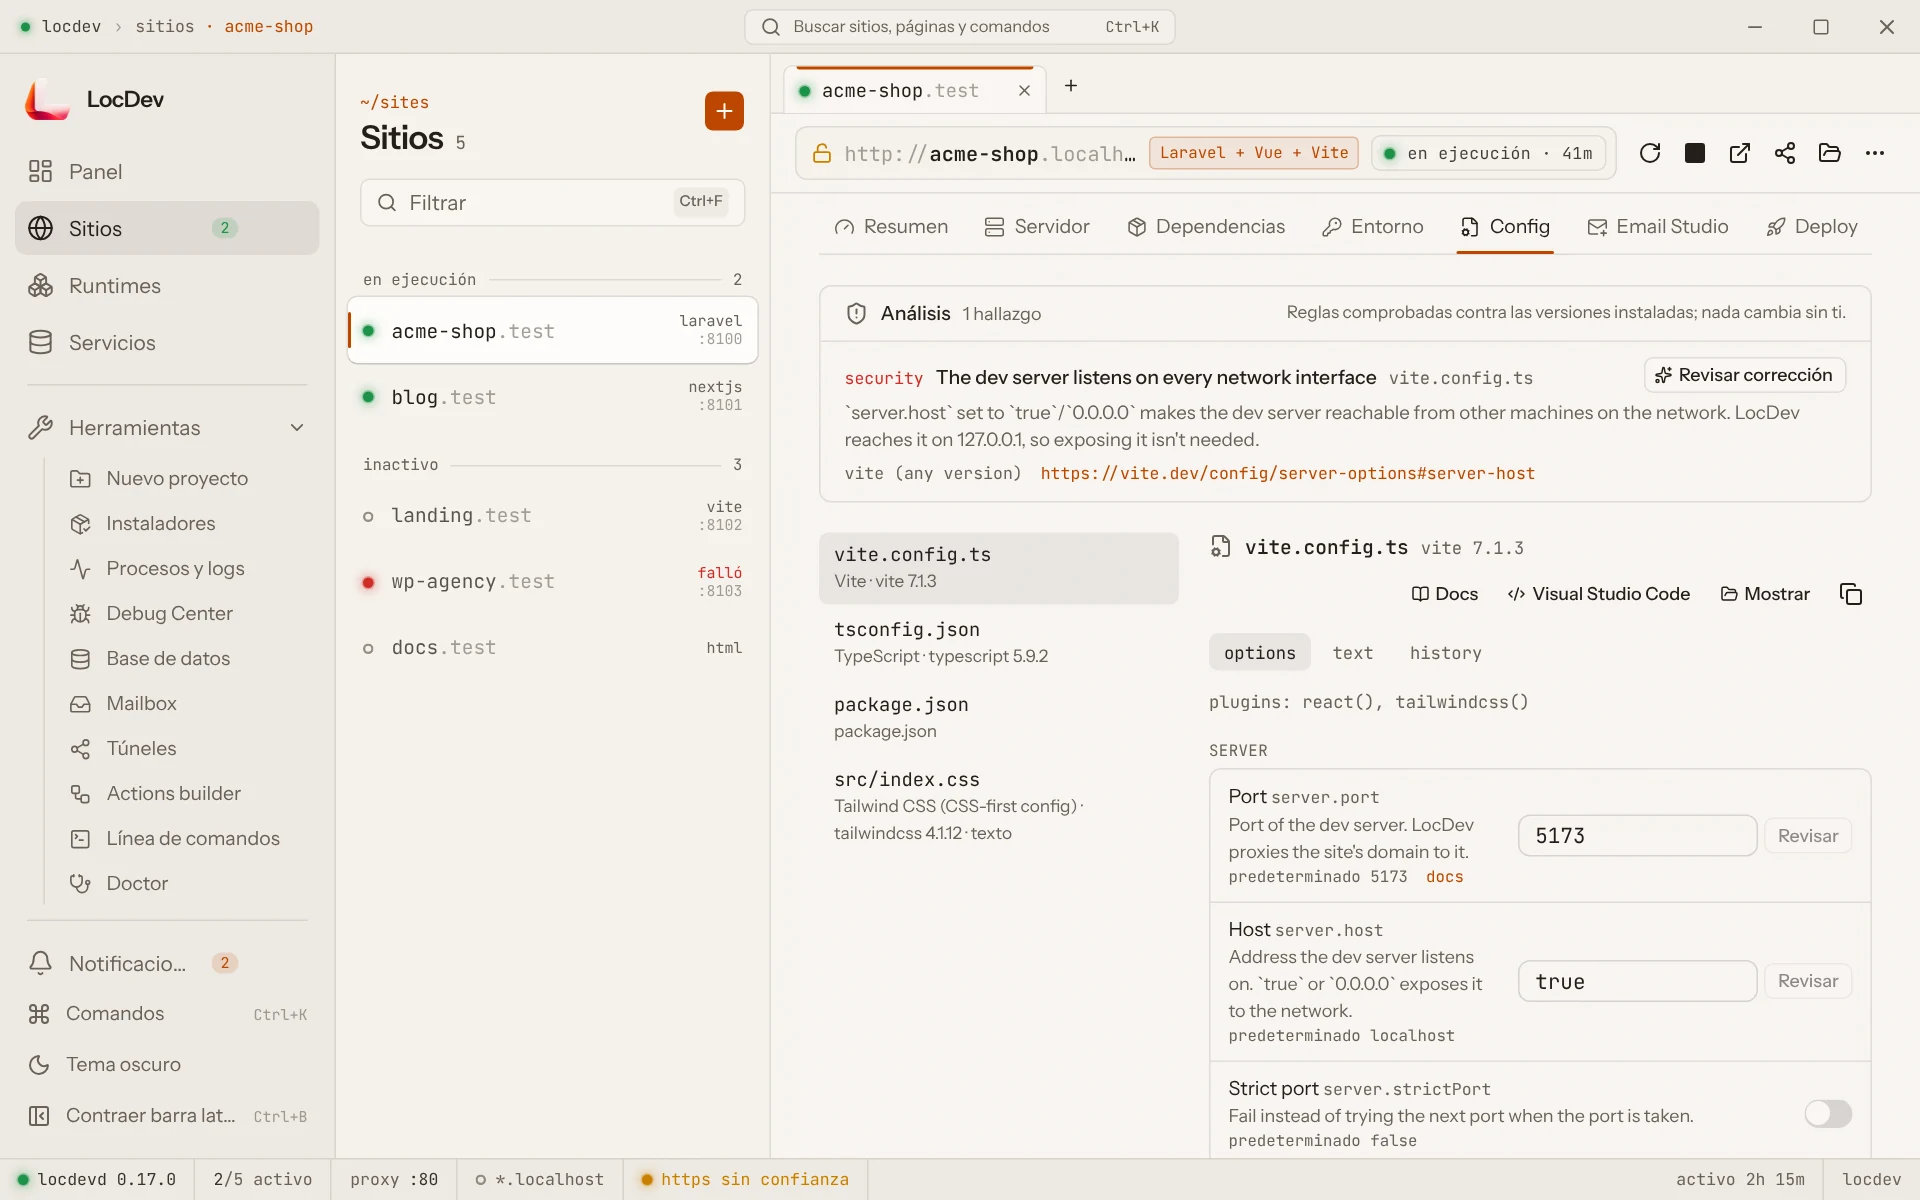 locdev › sitios · acme-shop
Buscar sitios, páginas y comandos Ctrl+K
LocDev
Panel
Sitios 2
Runtimes
Servicios
Herramientas
Nuevo proyecto
Instaladores
Procesos y logs
Debug Center
Base de datos
Mailbox
Túneles
Actions builder
Línea de comandos
Doctor
Notificacio... 2
Comandos Ctrl+K
Tema oscuro
Contraer barra lat... Ctrl+B
~/sites
Sitios 5
Filtrar Ctrl+F
en ejecución 2
acme-shop.test laravel :8100
blog.test nextjs :8101
inactivo 3
landing.test vite :8102
wp-agency.test falló :8103
docs.test html
acme-shop.test
http://acme-shop.localh… Laravel + Vue + Vite en ejecución · 41m
Resumen Servidor Dependencias Entorno Config Email Studio Deploy
Análisis 1 hallazgo Reglas comprobadas contra las versiones instaladas; nada cambia sin ti.
security The dev server listens on every network interface vite.config.ts Revisar corrección
`server.host` set to `true`/`0.0.0.0` makes the dev server reachable from other machines on the network. LocDev
reaches it on 127.0.0.1, so exposing it isn't needed.
vite (any version) https://vite.dev/config/server-options#server-host
vite.config.ts
Vite · vite 7.1.3
tsconfig.json
TypeScript · typescript 5.9.2
package.json
package.json
src/index.css
Tailwind CSS (CSS-first config) ·
tailwindcss 4.1.12 · texto
vite.config.ts vite 7.1.3
Docs Visual Studio Code Mostrar
options text history
plugins: react(), tailwindcss()
SERVER
Port server.port
Port of the dev server. LocDev
proxies the site's domain to it.
predeterminado 5173 docs
5173 Revisar
Host server.host
Address the dev server listens
on. `true` or `0.0.0.0` exposes it
to the network.
predeterminado localhost
true Revisar
Strict port server.strictPort
Fail instead of trying the next port when the port is taken.
predeterminado false
locdevd 0.17.0 2/5 activo proxy :80 *.localhost https sin confianza activo 2h 15m locdev